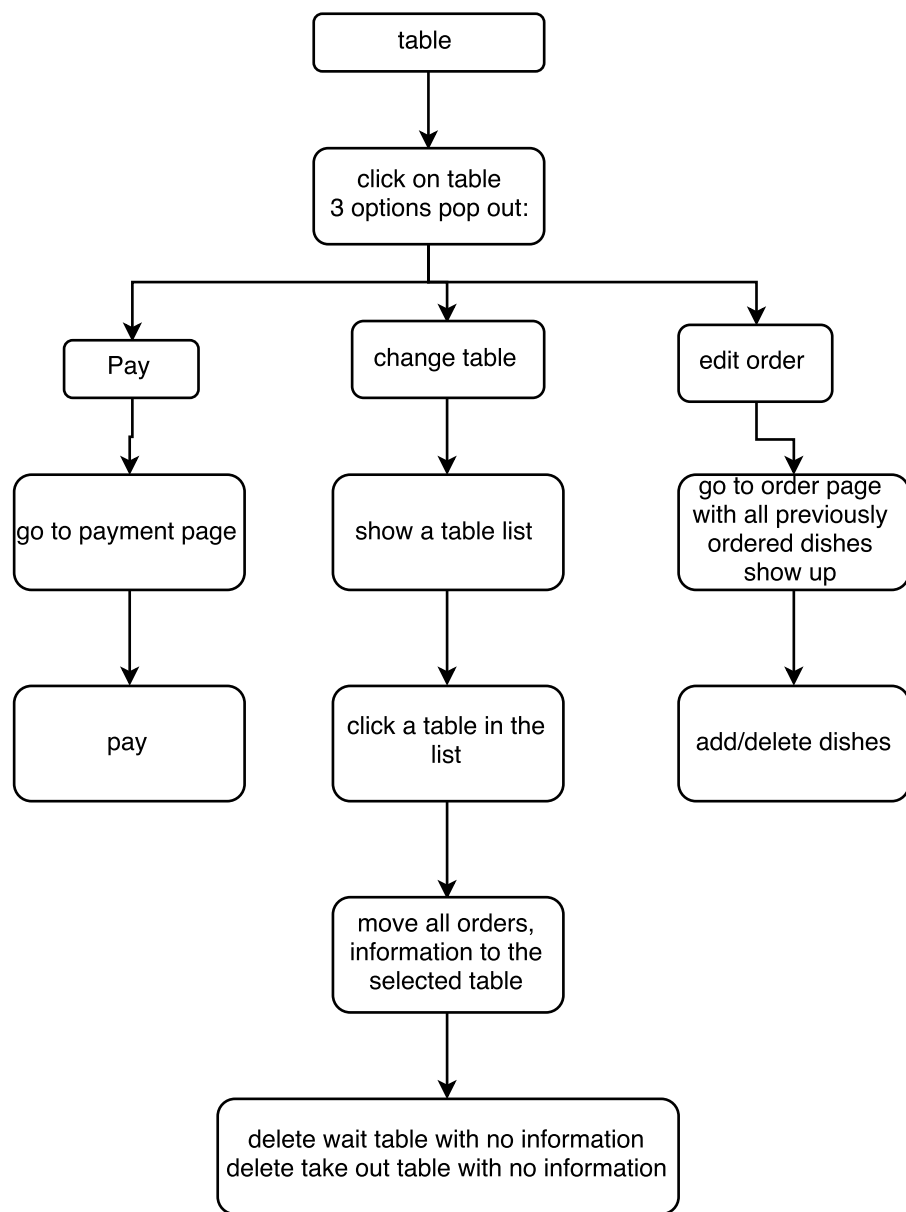 table
click on table
3 options pop out:
Pay
change table
edit order
go to payment page
show a table list
go to order page
with all previously
ordered dishes
show up
pay
click a table in the
list
add/delete dishes
move all orders,
information to the
selected table
delete wait table with no information
delete take out table with no information